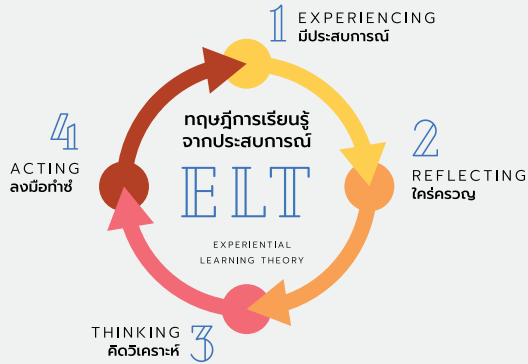 1 EXPERIENCING
มีประสบการณ์
ทฤษฎีการเรียนรู้
จากประสบการณ์
ELT
EXPERIENTIAL
LEARNING THEORY
2
REFLECTING
ใคร่ครวญ
THINKING 3
คิดวิเคราะห์
4
ACTING
ลงมือทำซํ